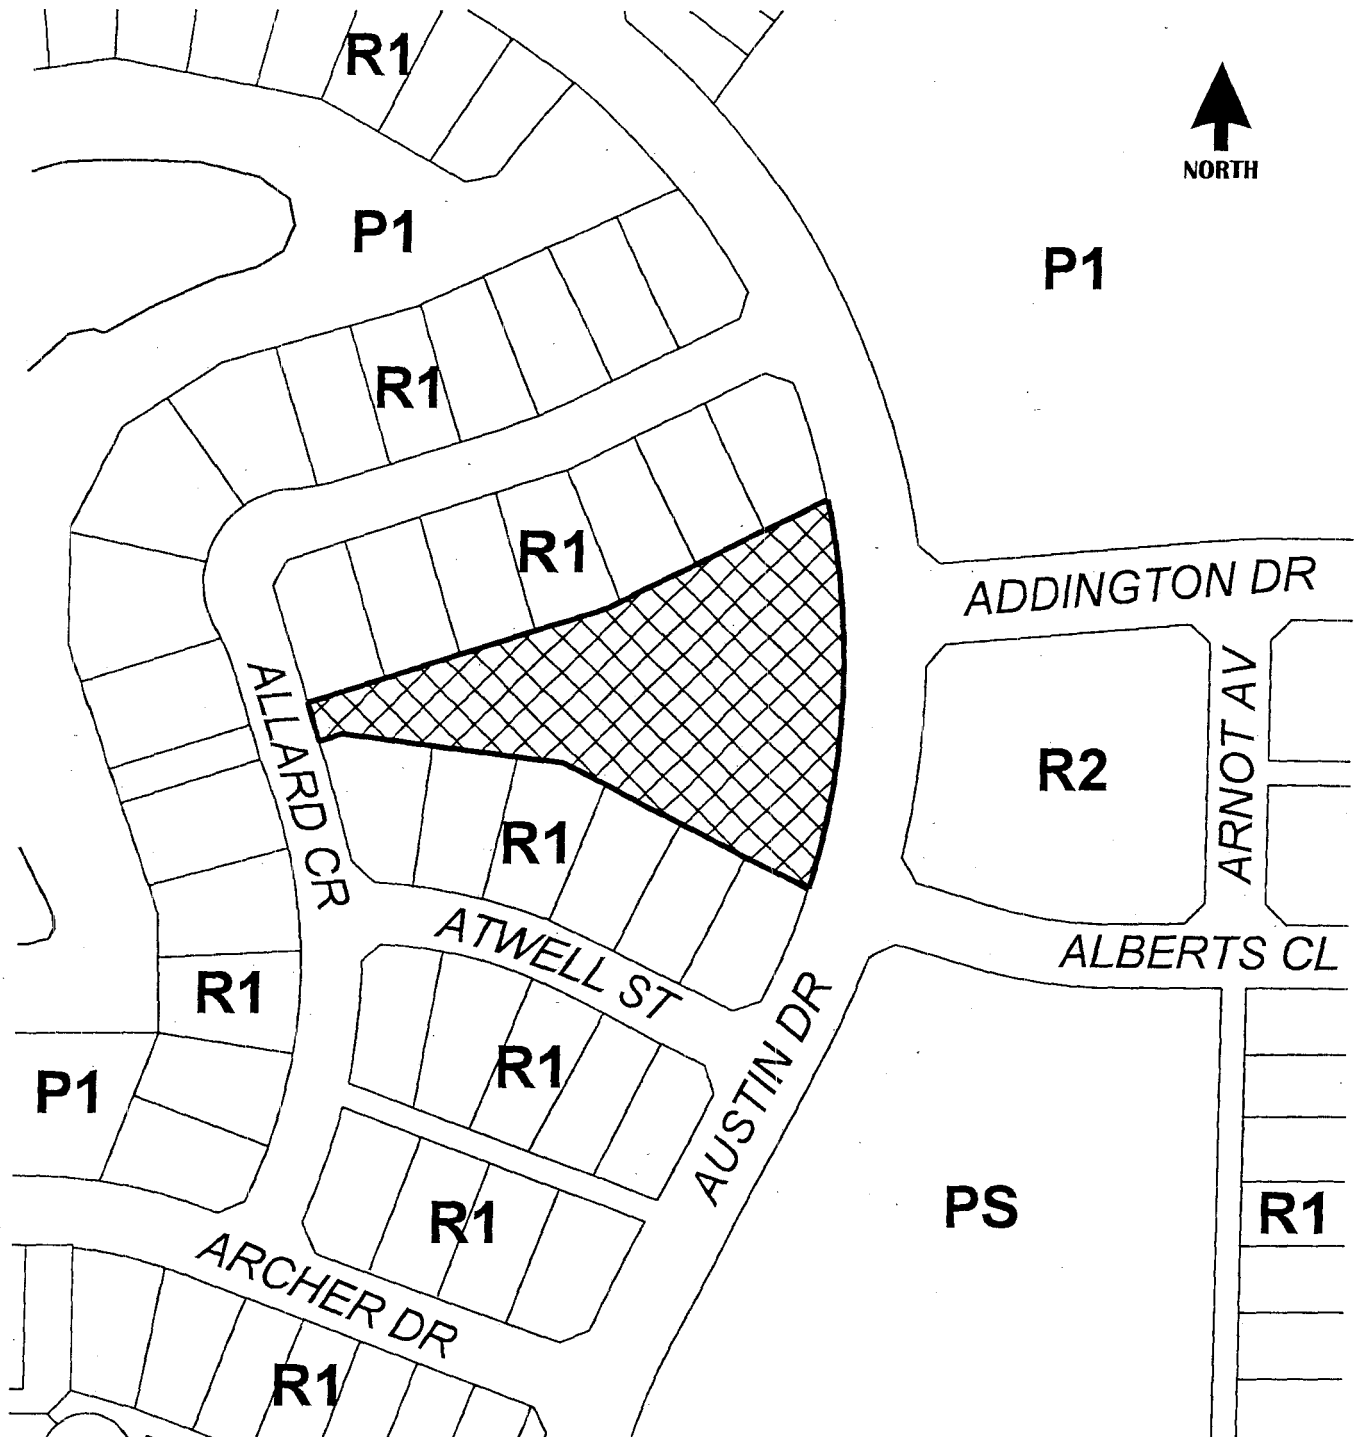 R1
NORTH
P1
P1
R1
R1
ADDINGTON DR
ALLARD CR
ARNOT AV
R2
R1
ATWELL ST
ALBERTS CL
R1
AUSTIN DR
R1
P1
R1
PS
R1
ARCHER DR
R1